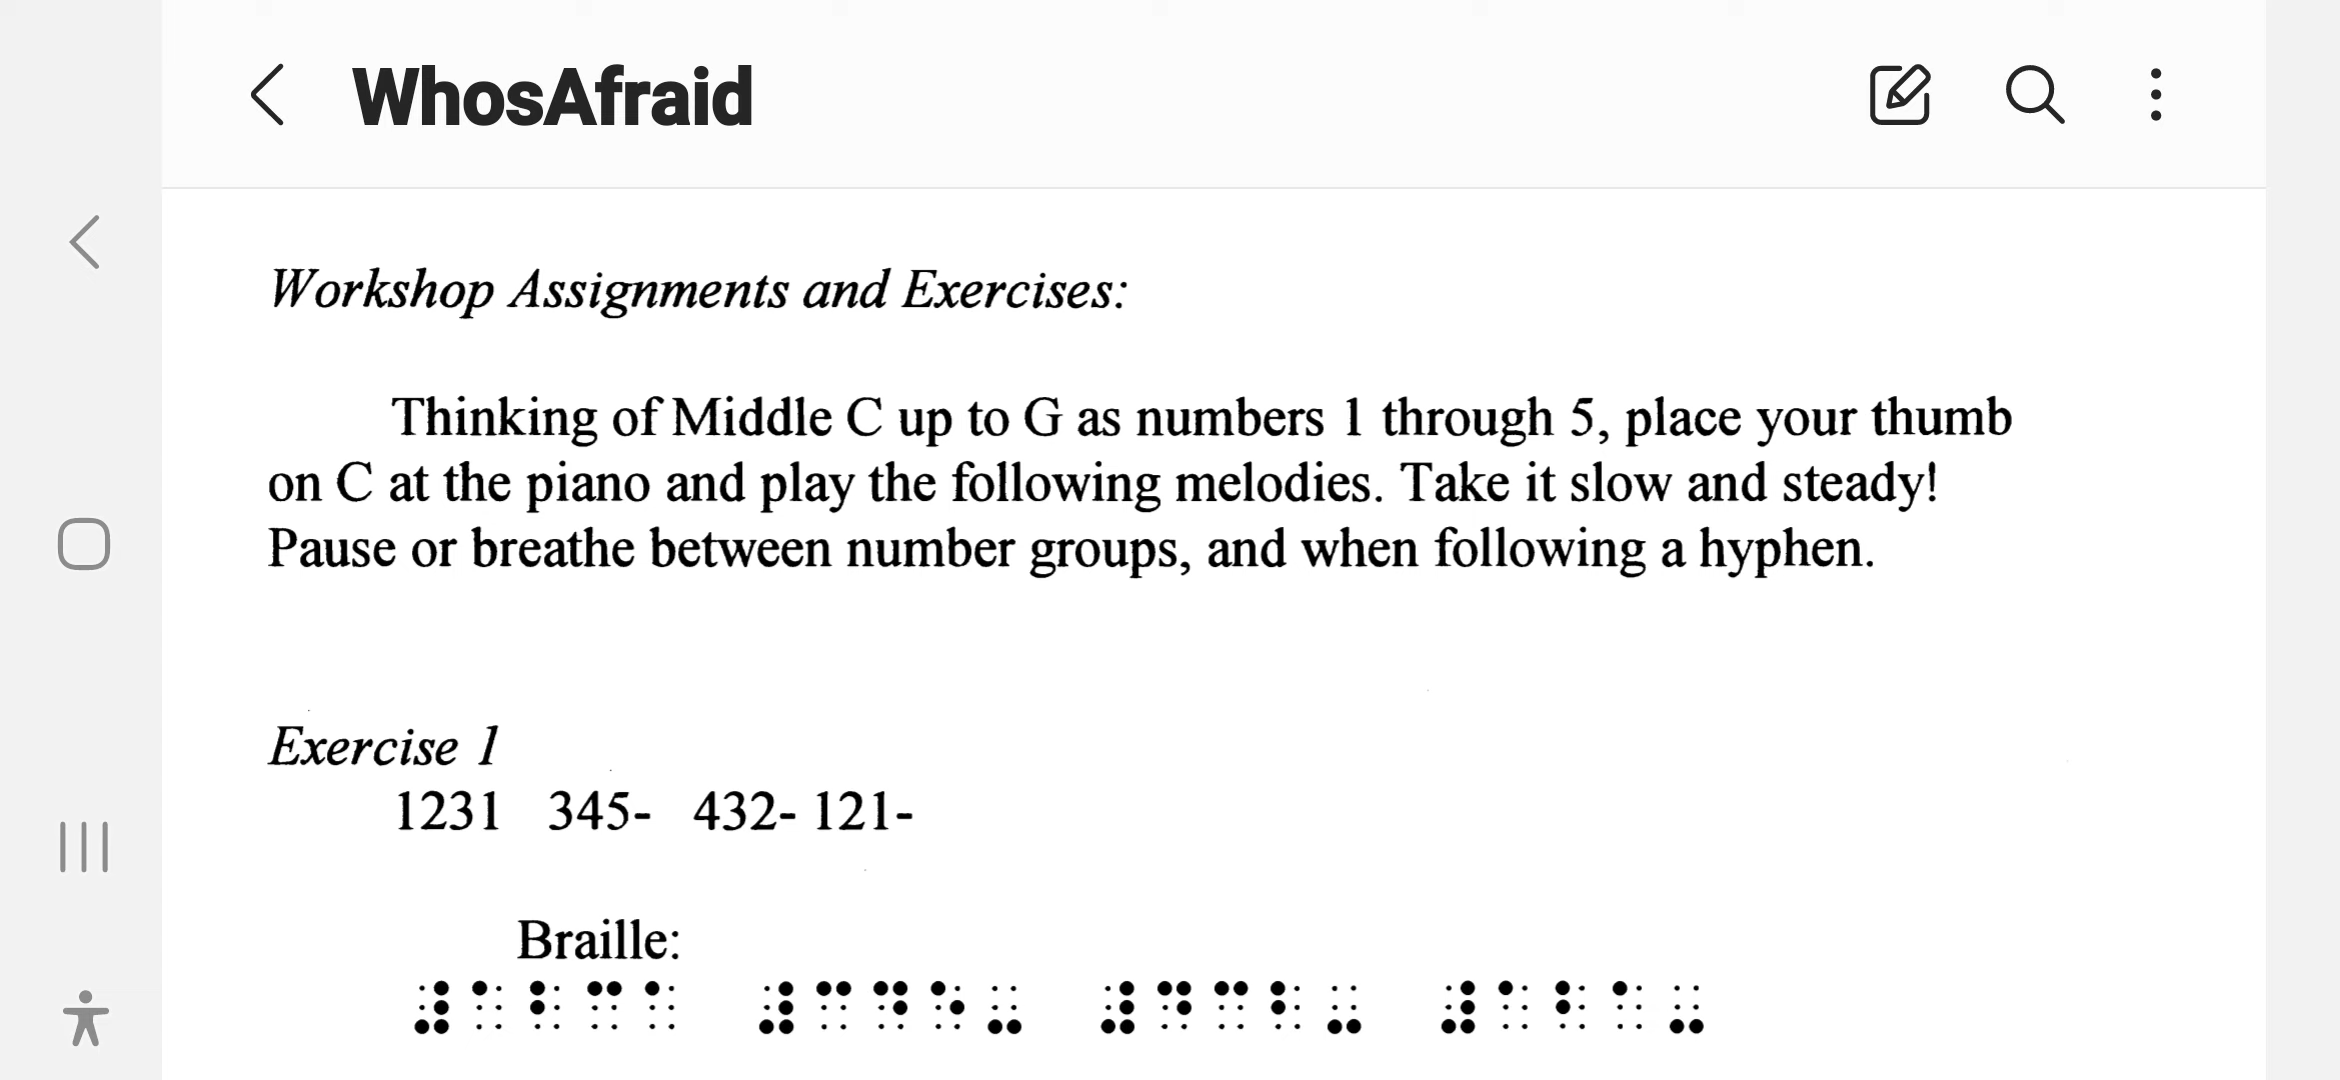 WhosAfraid
Workshop Assignments and Exercises:
Thinking of Middle C up to G as numbers 1 through 5, place your thumb
on C at the piano and play the following melodies. Take it slow and steady!
Pause or breathe between number groups, and when following a hyphen.
Exercise 1
1231 345- 432- 121-
Braille:
⠼⠁⠃⠉⠁ ⠼⠉⠙⠑⠤ ⠼⠙⠉⠃⠤ ⠼⠁⠃⠁⠤